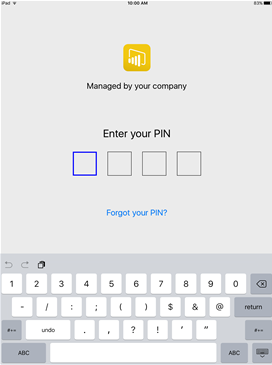 iPad 10:00 AM 93%
Managed by your company
Enter your PIN
Forgot your PIN?
1 2 3 4 5 6 7 8 9 0
- / : ; ( ) $ & @ return
#+= undo . , ? ! ' " #+=
ABC ABC